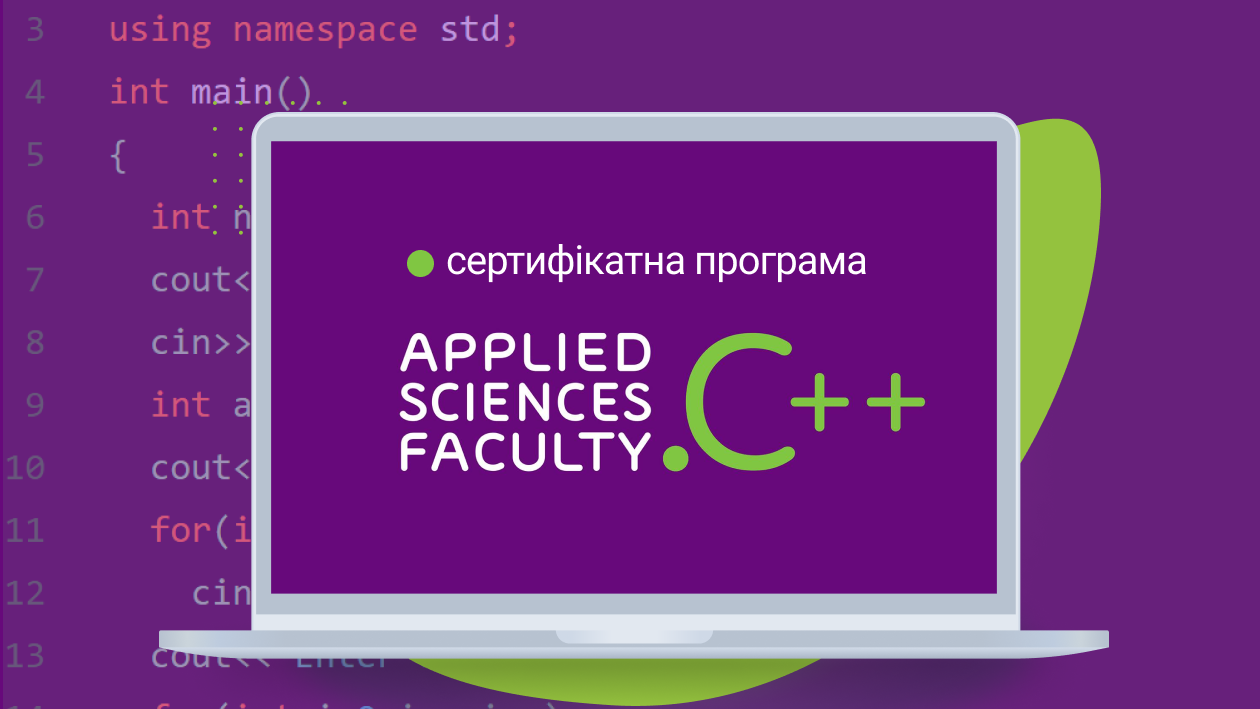 3 using namespace std;
4 int main()
5 {
6 int n
7 cout<
8 cin>>
9 int a
10 cout<
11 for(i
12 cin
13 cout<< Enter
сертифікатна програма
APPLIED
SCIENCES
FACULTY
.C++